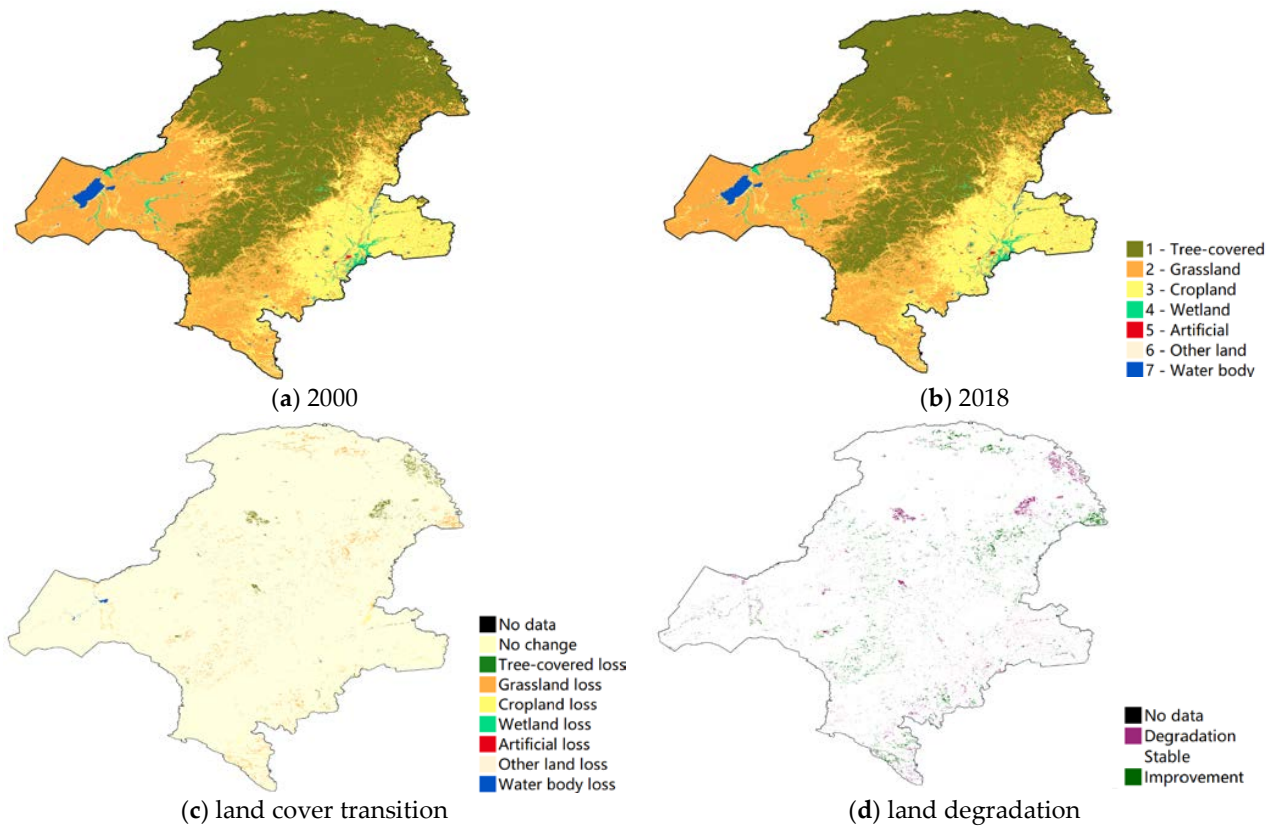 1 - Tree-covered
2 - Grassland
3 - Cropland
4 - Wetland
5 - Artificial
6 - Other land
7 - Water body
(a) 2000
(b) 2018
No data
No change
Tree-covered loss
Grassland loss
Cropland loss
Wetland loss
Artificial loss
Other land loss
Water body loss
No data
Degradation
Stable
Improvement
(c) land cover transition
(d) land degradation